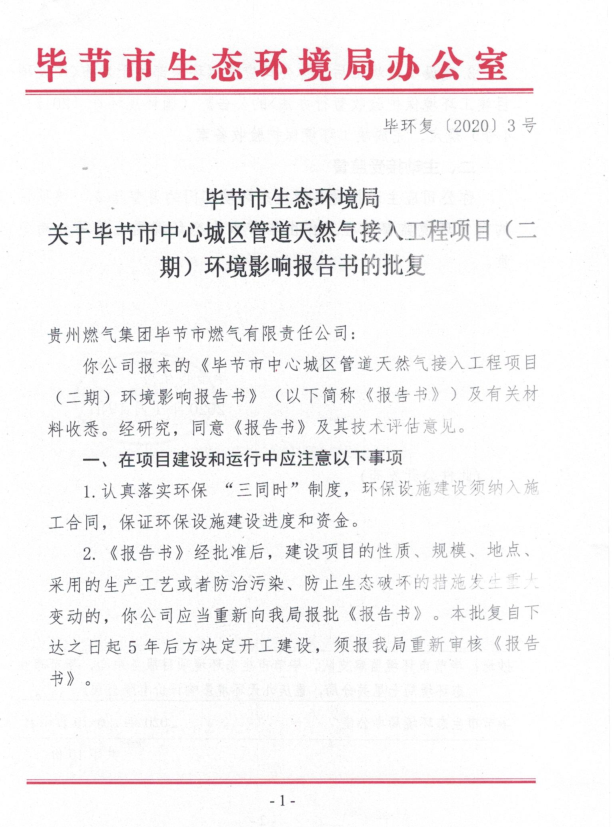 毕节市生态环境局办公室
毕环复〔2020〕3号
毕节市生态环境局
关于毕节市中心城区管道天然气接入工程项目（二
期）环境影响报告书的批复
贵州燃气集团毕节市燃气有限责任公司：
你公司报来的《毕节市中心城区管道天然气接入工程项目
（二期）环境影响报告书》（以下简称《报告书》）及有关材
料收悉。经研究，同意《报告书》及其技术评估意见。
一、在项目建设和运行中应注意以下事项
1.认真落实环保 “三同时”制度，环保设施建设须纳入施
工合同，保证环保设施建设进度和资金。
2.《报告书》经批准后，建设项目的性质、规模、地点、
采用的生产工艺或者防治污染、防止生态破坏的措施发生重大
变动的，你公司应当重新向我局报批《报告书》。本批复自下
达之日起 5 年后方决定开工建设，须报我局重新审核《报告
书》。
- 1 -